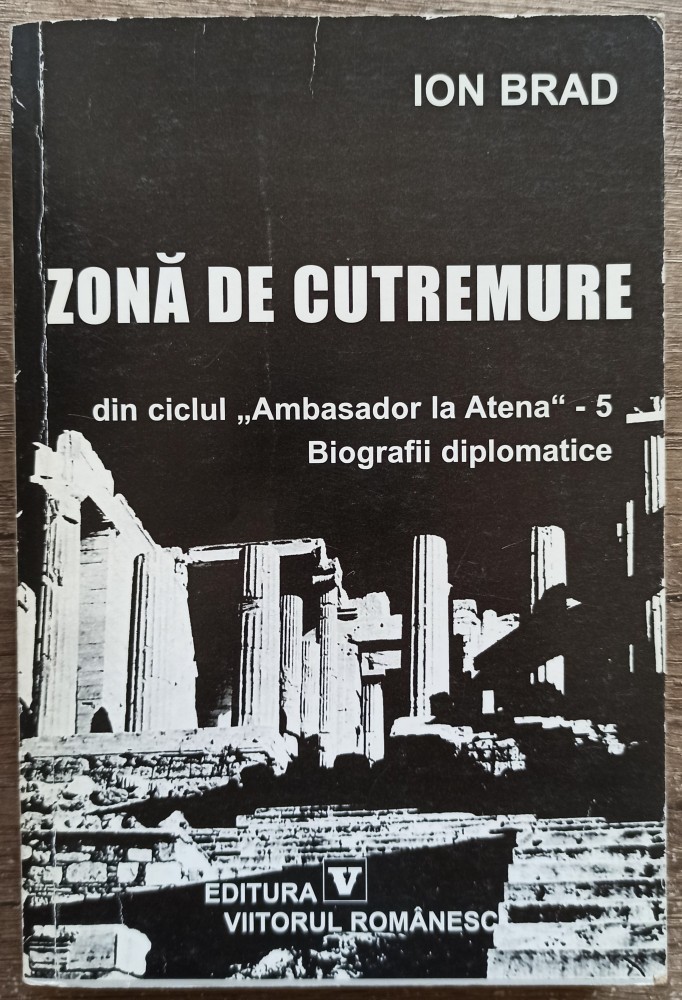 ION BRAD
ZONĂ DE CUTREMURE
din ciclul „Ambasador la Atena“ - 5
Biografii diplomatice
EDITURA V
VIITORUL ROMÂNESC